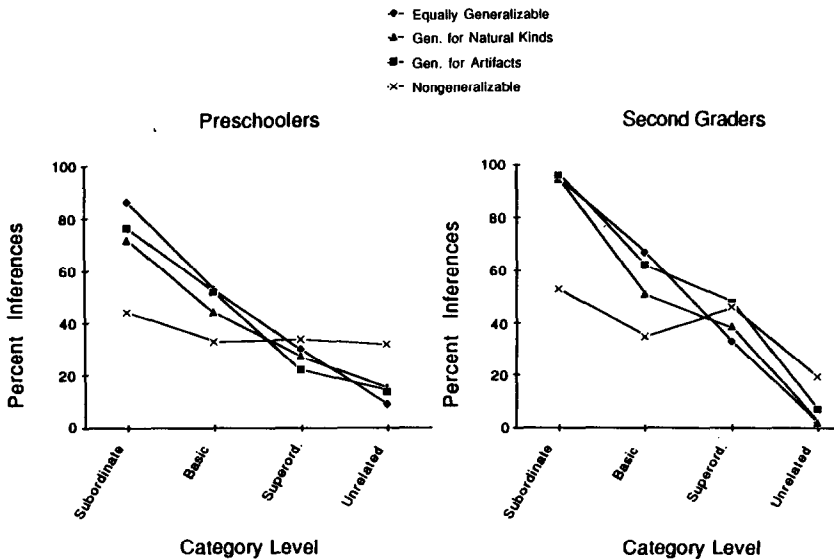 Equally Generalizable
Gen. for Natural Kinds
Gen. for Artifacts
Nongeneralizable
Preschoolers
100
80
60
40
20
0
Percent Inferences
Subordinate
Basic
Superord.
Unrelated
Category Level
Second Graders
100
80
60
40
20
0
Percent Inferences
Subordinate
Basic
Superord.
Unrelated
Category Level